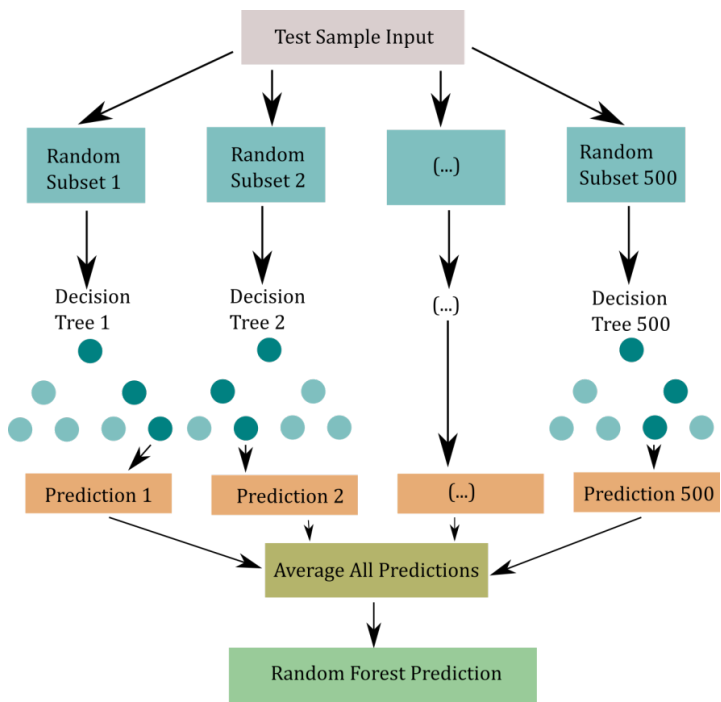 Test Sample Input
Random
Subset 1
Random
Subset 2
(...)
Random
Subset 500
Decision
Tree 1
Decision
Tree 2
(...)
Decision
Tree 500
Prediction 1
Prediction 2
(...)
Prediction 500
Average All Predictions
Random Forest Prediction